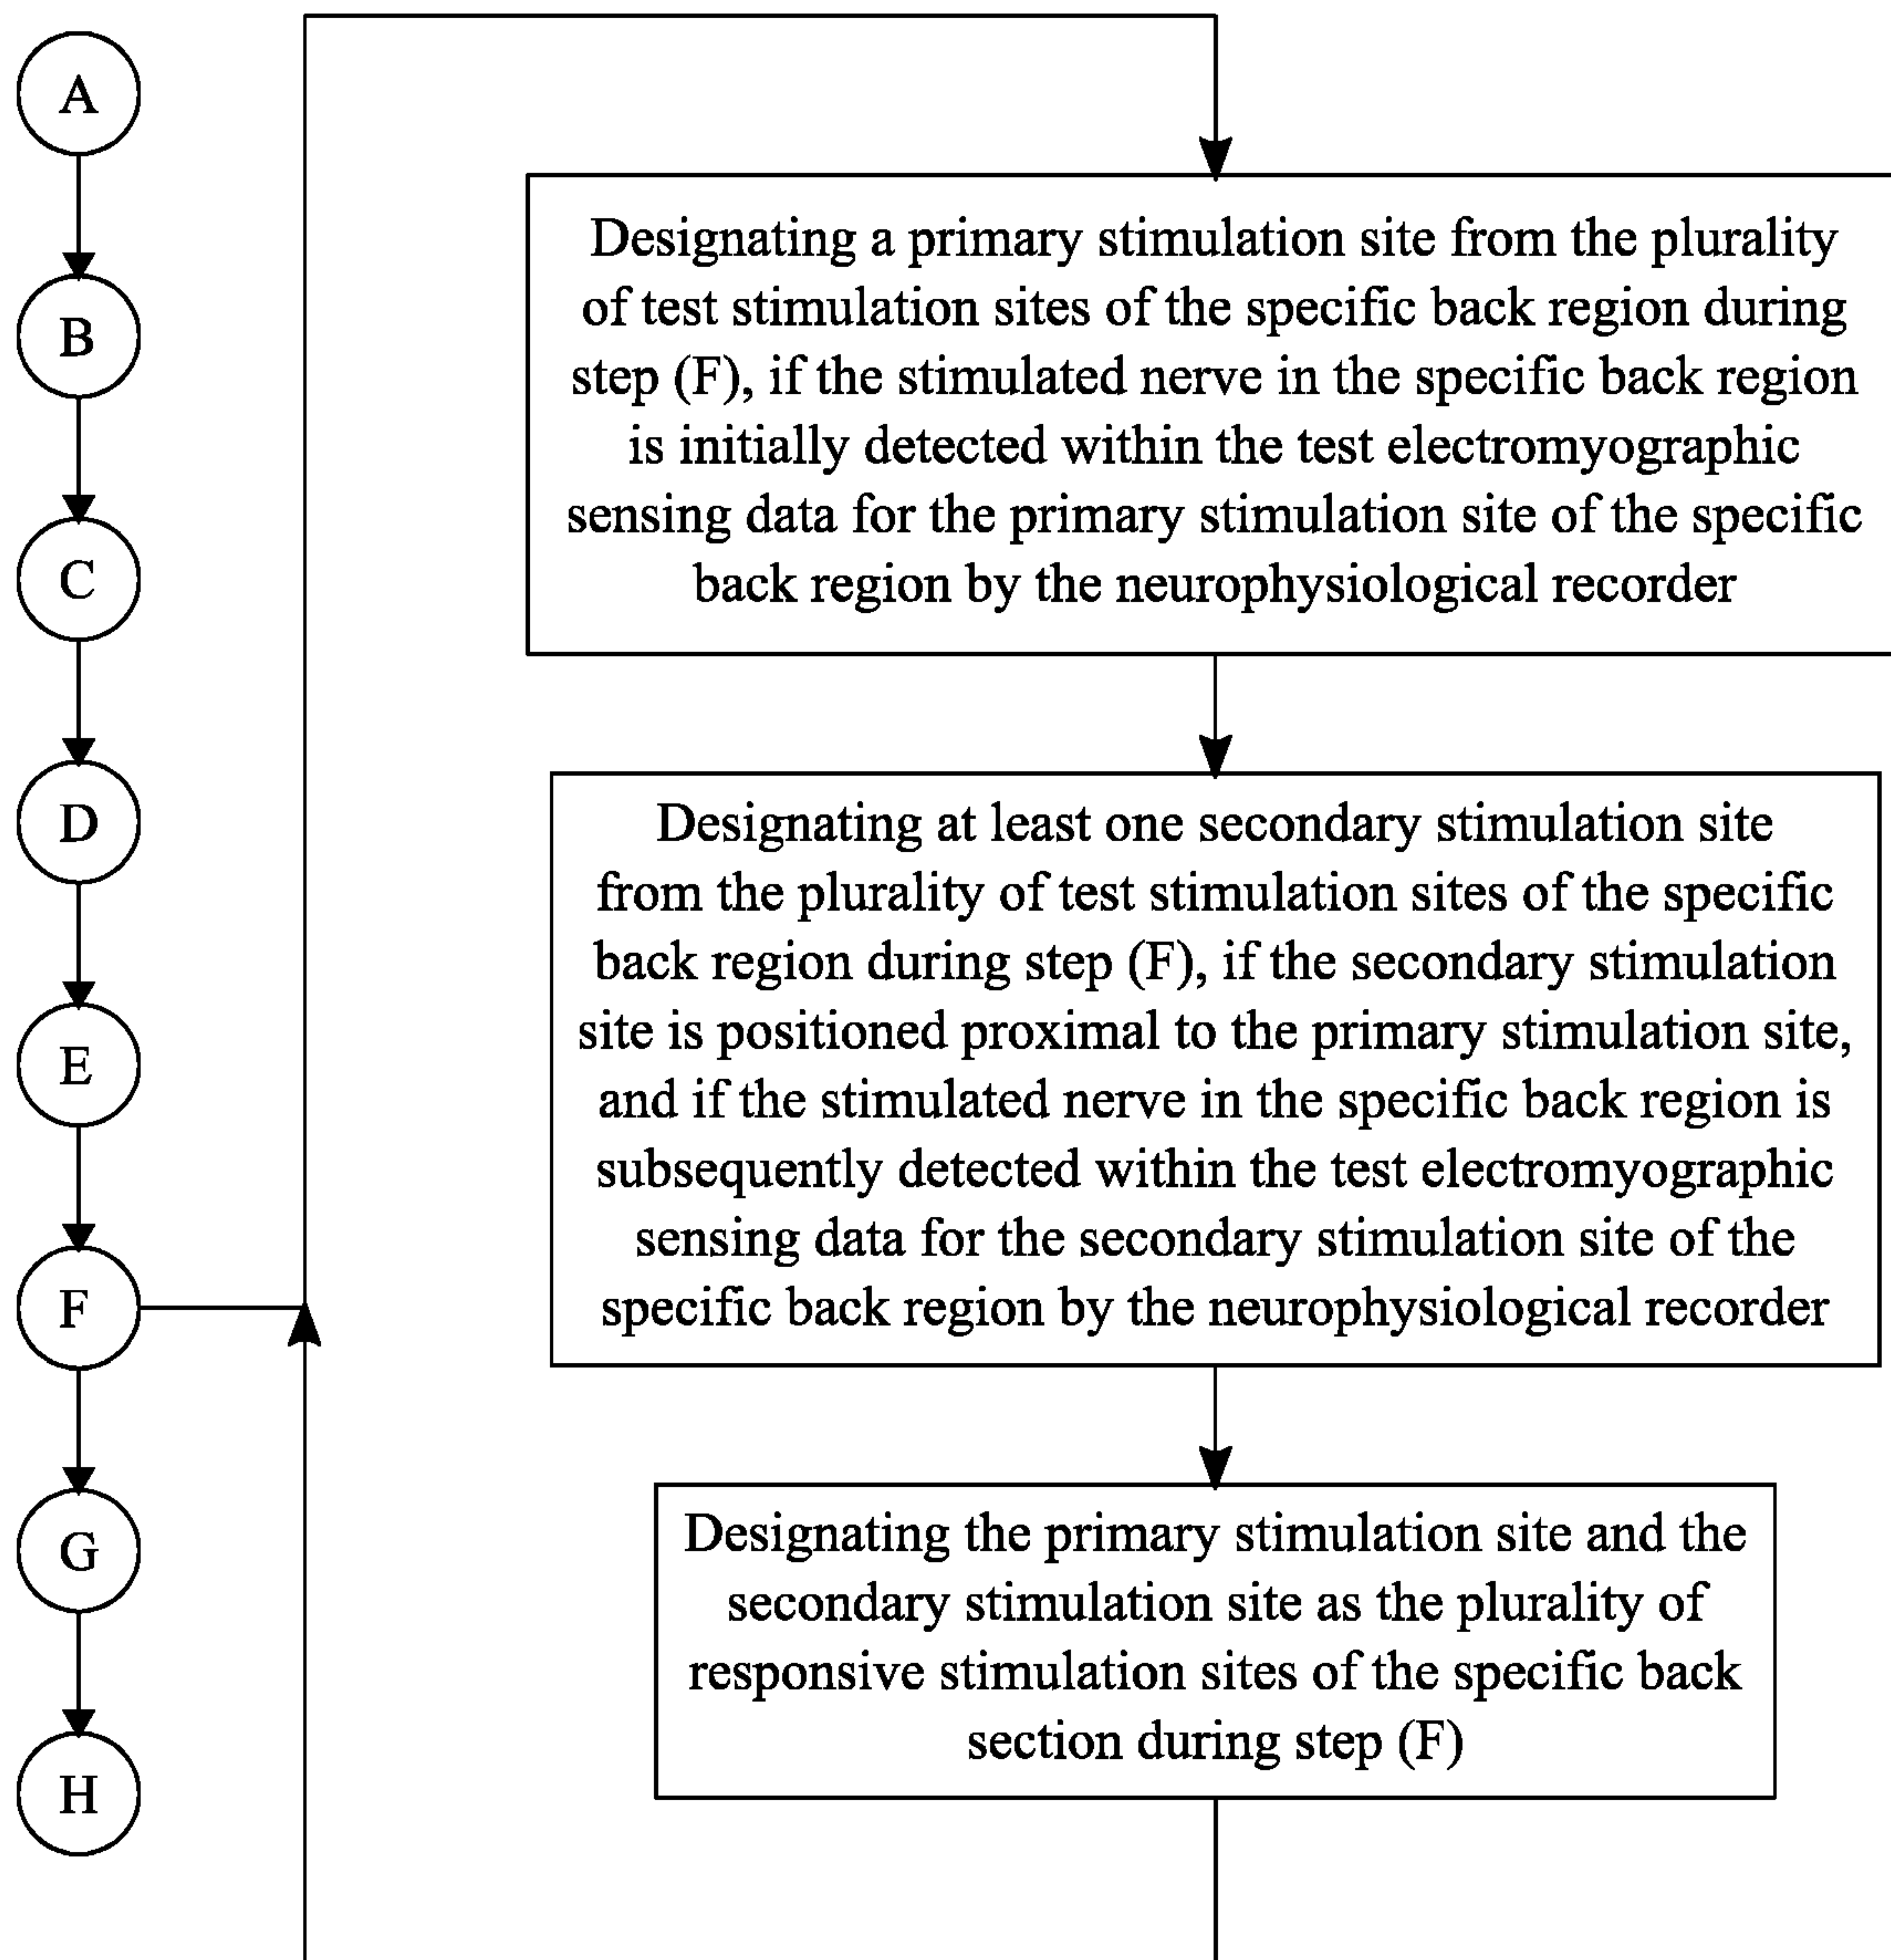 A
B
C
D
E
F
G
H
Designating a primary stimulation site from the plurality
of test stimulation sites of the specific back region during
step (F), if the stimulated nerve in the specific back region
is initially detected within the test electromyographic
sensing data for the primary stimulation site of the specific
back region by the neurophysiological recorder
Designating at least one secondary stimulation site
from the plurality of test stimulation sites of the specific
back region during step (F), if the secondary stimulation
site is positioned proximal to the primary stimulation site,
and if the stimulated nerve in the specific back region is
subsequently detected within the test electromyographic
sensing data for the secondary stimulation site of the
specific back region by the neurophysiological recorder
Designating the primary stimulation site and the
secondary stimulation site as the plurality of
responsive stimulation sites of the specific back
section during step (F)